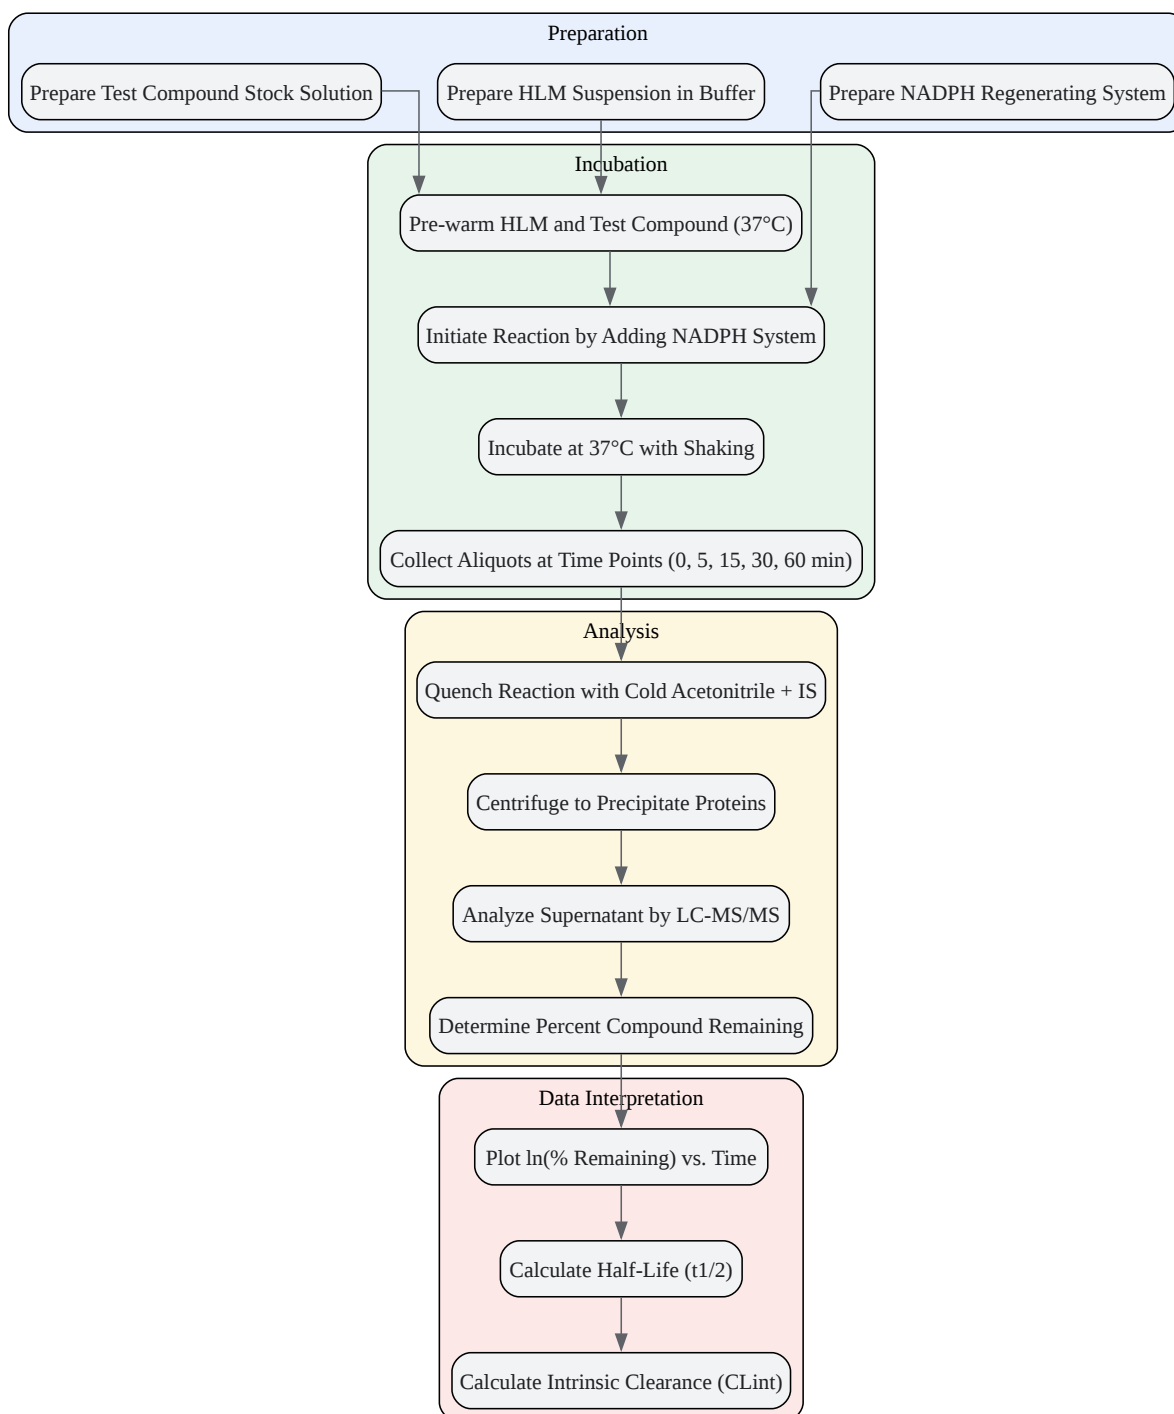 Preparation
Prepare Test Compound Stock Solution
Prepare HLM Suspension in Buffer
Prepare NADPH Regenerating System
Incubation
Pre-warm HLM and Test Compound (37°C)
Initiate Reaction by Adding NADPH System
Incubate at 37°C with Shaking
Collect Aliquots at Time Points (0, 5, 15, 30, 60 min)
Analysis
Quench Reaction with Cold Acetonitrile + IS
Centrifuge to Precipitate Proteins
Analyze Supernatant by LC-MS/MS
Determine Percent Compound Remaining
Data Interpretation
Plot ln(% Remaining) vs. Time
Calculate Half-Life (t1/2)
Calculate Intrinsic Clearance (CLint)